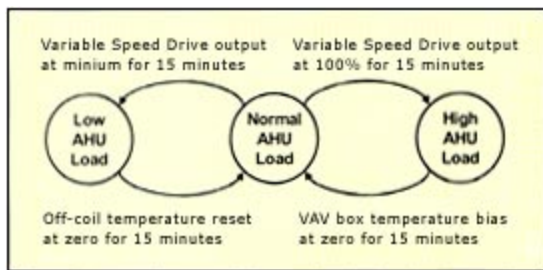 Variable Speed Drive output
at minium for 15 minutes
Variable Speed Drive output
at 100% for 15 minutes
Low
AHU
Load
Normal
AHU
Load
High
AHU
Load
Off-coil temperature reset
at zero for 15 minutes
VAV box temperature bias
at zero for 15 minutes